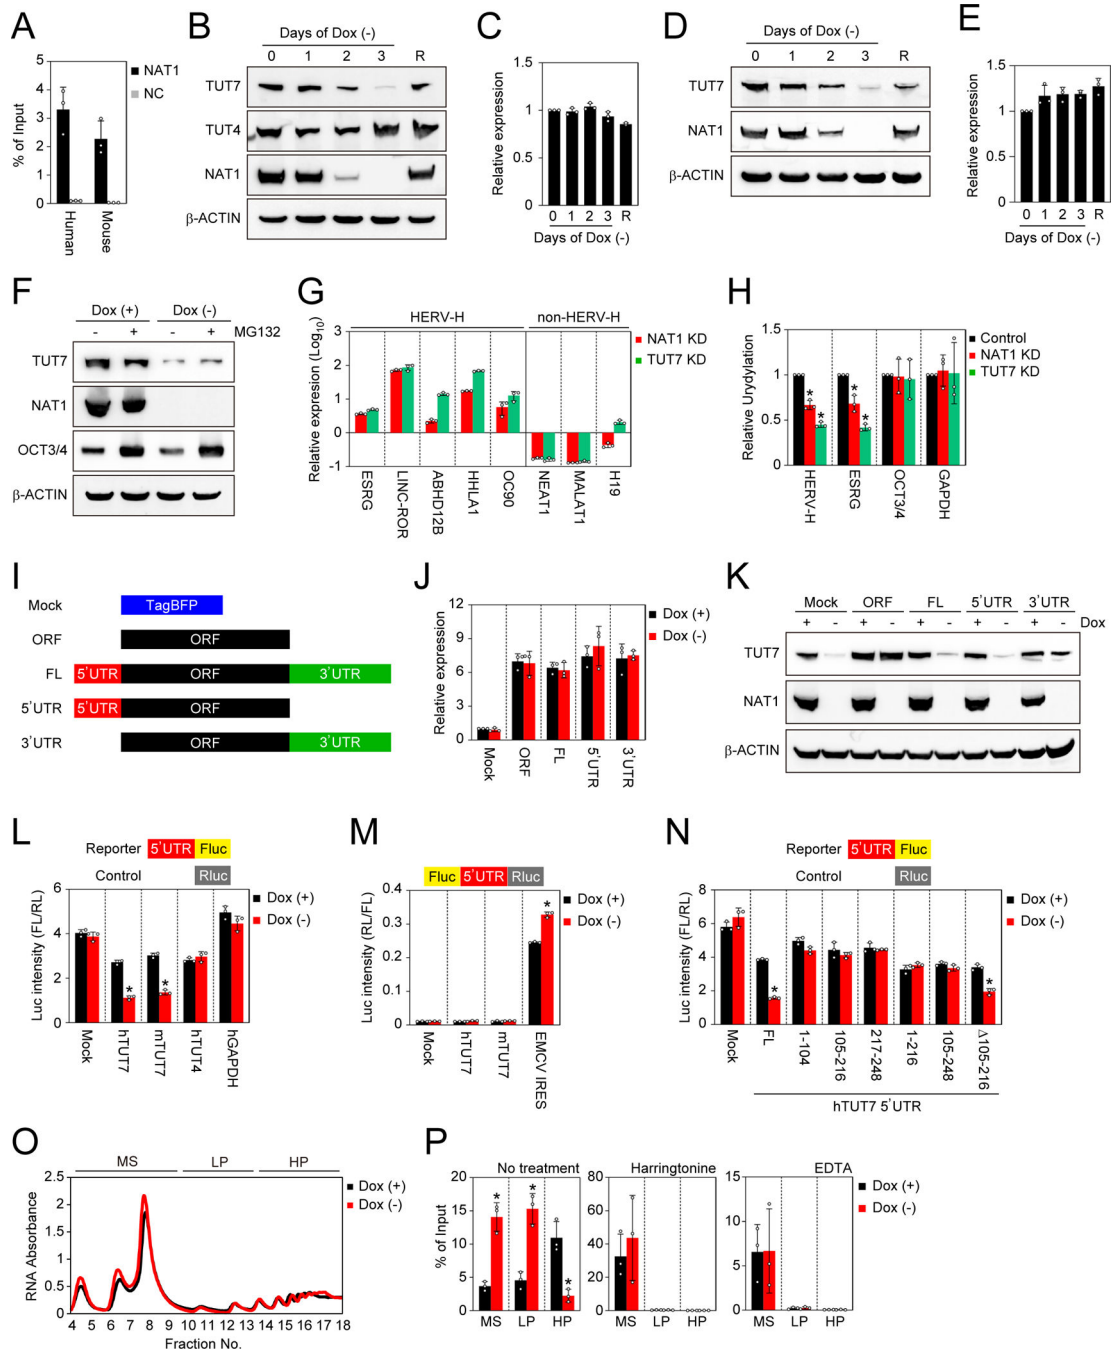 A
NAT1
NC
% of Input
5
4
3
2
1
0
Human
Mouse
B
Days of Dox (-)
0 1 2 3 R
TUT7
TUT4
NAT1
β-ACTIN
C
Relative expression
1.5
1
0.5
0
0 1 2 3 R
Days of Dox (-)
D
Days of Dox (-)
0 1 2 3 R
TUT7
NAT1
β-ACTIN
E
Relative expression
1.5
1
0.5
0
0 1 2 3 R
Days of Dox (-)
F
Dox (+) Dox (-)
- + - + MG132
TUT7
NAT1
OCT3/4
β-ACTIN
G
HERV-H non-HERV-H
NAT1 KD
TUT7 KD
Relative expression (Log10)
3
2
1
0
-1
ESRG
LINC-ROR
ABHD12B
HHLA1
OC90
NEAT1
MALAT1
H19
H
Control
NAT1 KD
TUT7 KD
Relative Urydylation
1.5
1
0.5
0
* * * *
HERV-H
ESRG
OCT3/4
GAPDH
I
Mock TagBFP
ORF ORF
FL 5'UTR ORF 3'UTR
5'UTR 5'UTR ORF
3'UTR ORF 3'UTR
J
Dox (+)
Dox (-)
Relative expression
12
9
6
3
0
Mock
ORF
FL
5'UTR
3'UTR
K
Mock ORF FL 5'UTR 3'UTR
+ - + - + - + - + - Dox
TUT7
NAT1
β-ACTIN
L
Reporter 5'UTR Fluc
Control Rluc
Dox (+)
Dox (-)
Luc intensity (FL/RL)
6
4
2
0
* *
Mock
hTUT7
mTUT7
hTUT4
hGAPDH
M
Fluc 5'UTR Rluc
Dox (+)
Dox (-)
Luc intensity (RL/FL)
0.4
0.3
0.2
0.1
0
*
Mock
hTUT7
mTUT7
EMCV IRES
N
Reporter 5'UTR Fluc
Control Rluc
Dox (+)
Dox (-)
Luc intensity (FL/RL)
8
6
4
2
0
* *
Mock
FL
1-104
105-216
217-248
1-216
105-248
Δ105-216
hTUT7 5'UTR
O
MS LP HP
Dox (+)
Dox (-)
RNA Absorbance
2.5
2
1.5
1
0.5
0
4 5 6 7 8 9 10 11 12 13 14 15 16 17 18
Fraction No.
P
No treatment
% of Input
20
15
10
5
0
* * *
MS LP HP
Harringtonine
80
60
40
20
0
MS LP HP
EDTA
15
10
5
0
MS LP HP
Dox (+)
Dox (-)